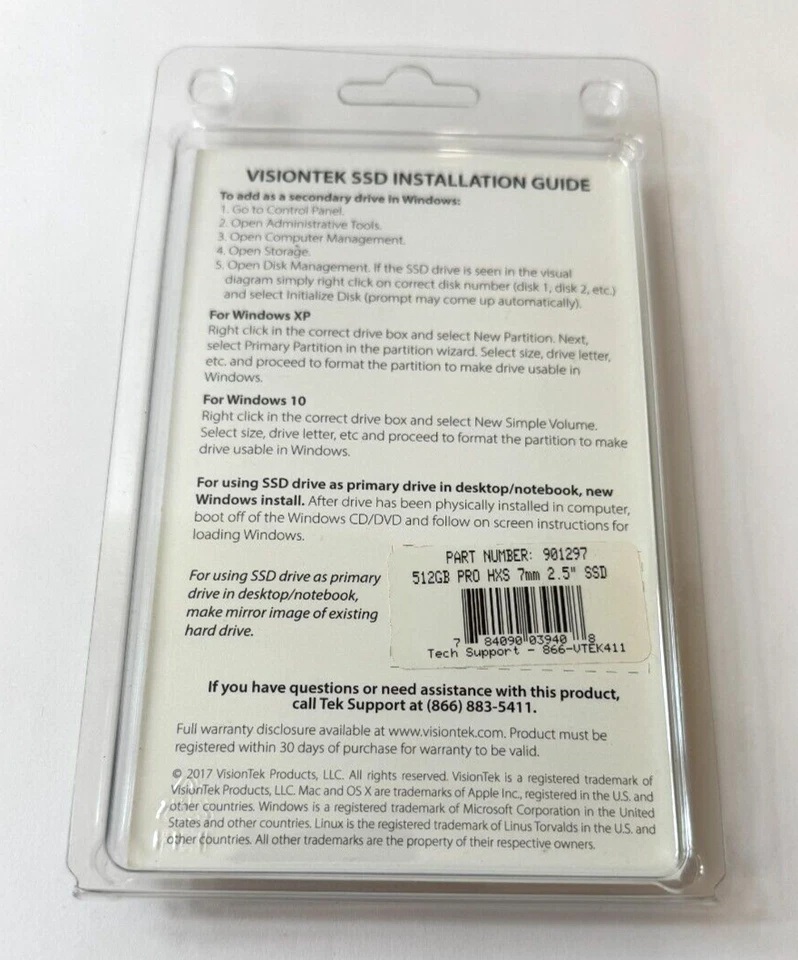 VISIONTEK SSD INSTALLATION GUIDE
To add as a secondary drive in Windows:
1. Go to Control Panel.
2. Open Administrative Tools.
3. Open Computer Management.
4. Open Storage.
5. Open Disk Management. If the SSD drive is seen in the visual
diagram simply right click on correct disk number (disk 1, disk 2, etc.)
and select Initialize Disk (prompt may come up automatically).
For Windows XP
Right click in the correct drive box and select New Partition. Next,
select Primary Partition in the partition wizard. Select size, drive letter,
etc. and proceed to format the partition to make drive usable in
Windows.
For Windows 10
Right click in the correct drive box and select New Simple Volume.
Select size, drive letter, etc and proceed to format the partition to make
drive usable in Windows.
For using SSD drive as primary drive in desktop/notebook, new
Windows install. After drive has been physically installed in computer,
boot off of the Windows CD/DVD and follow on screen instructions for
loading Windows.
For using SSD drive as primary
drive in desktop/notebook,
make mirror image of existing
hard drive.
PART NUMBER: 901297
512GB PRO HXS 7mm 2.5" SSD
7 84090 03940 8
Tech Support - 866-VTEK411
If you have questions or need assistance with this product,
call Tek Support at (866) 883-5411.
Full warranty disclosure available at www.visiontek.com. Product must be
registered within 30 days of purchase for warranty to be valid.
© 2017 VisionTek Products, LLC. All rights reserved. VisionTek is a registered trademark of
VisionTek Products, LLC. Mac and OS X are trademarks of Apple Inc., registered in the U.S. and
other countries. Windows is a registered trademark of Microsoft Corporation in the United
States and other countries. Linux is the registered trademark of Linus Torvalds in the U.S. and
other countries. All other trademarks are the property of their respective owners.